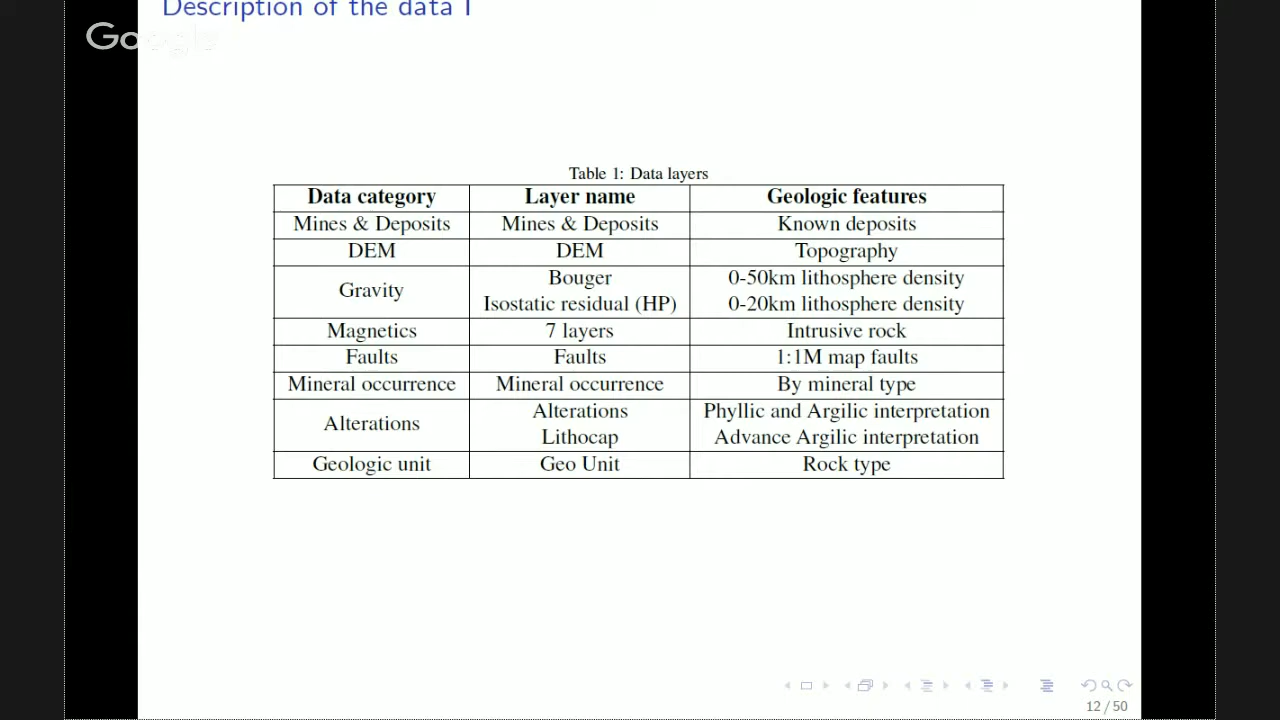 Description of the data I
Google
Table 1: Data layers
Data category Layer name Geologic features
Mines & Deposits Mines & Deposits Known deposits
DEM DEM Topography
Gravity Bouger 0-50km lithosphere density
Isostatic residual (HP) 0-20km lithosphere density
Magnetics 7 layers Intrusive rock
Faults Faults 1:1M map faults
Mineral occurrence Mineral occurrence By mineral type
Alterations Alterations Phyllic and Argilic interpretation
Lithocap Advance Argilic interpretation
Geologic unit Geo Unit Rock type
12 / 50